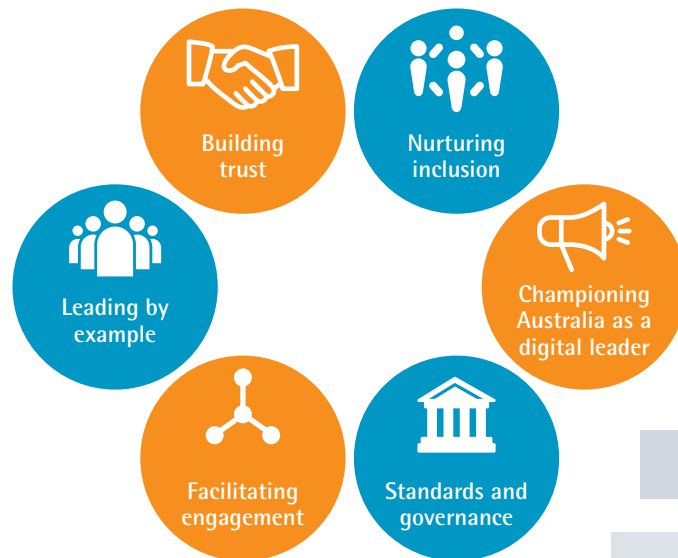 Building
trust
Nurturing
inclusion
Leading by
example
Championing
Australia as a
digital leader
Facilitating
engagement
Standards and
governance